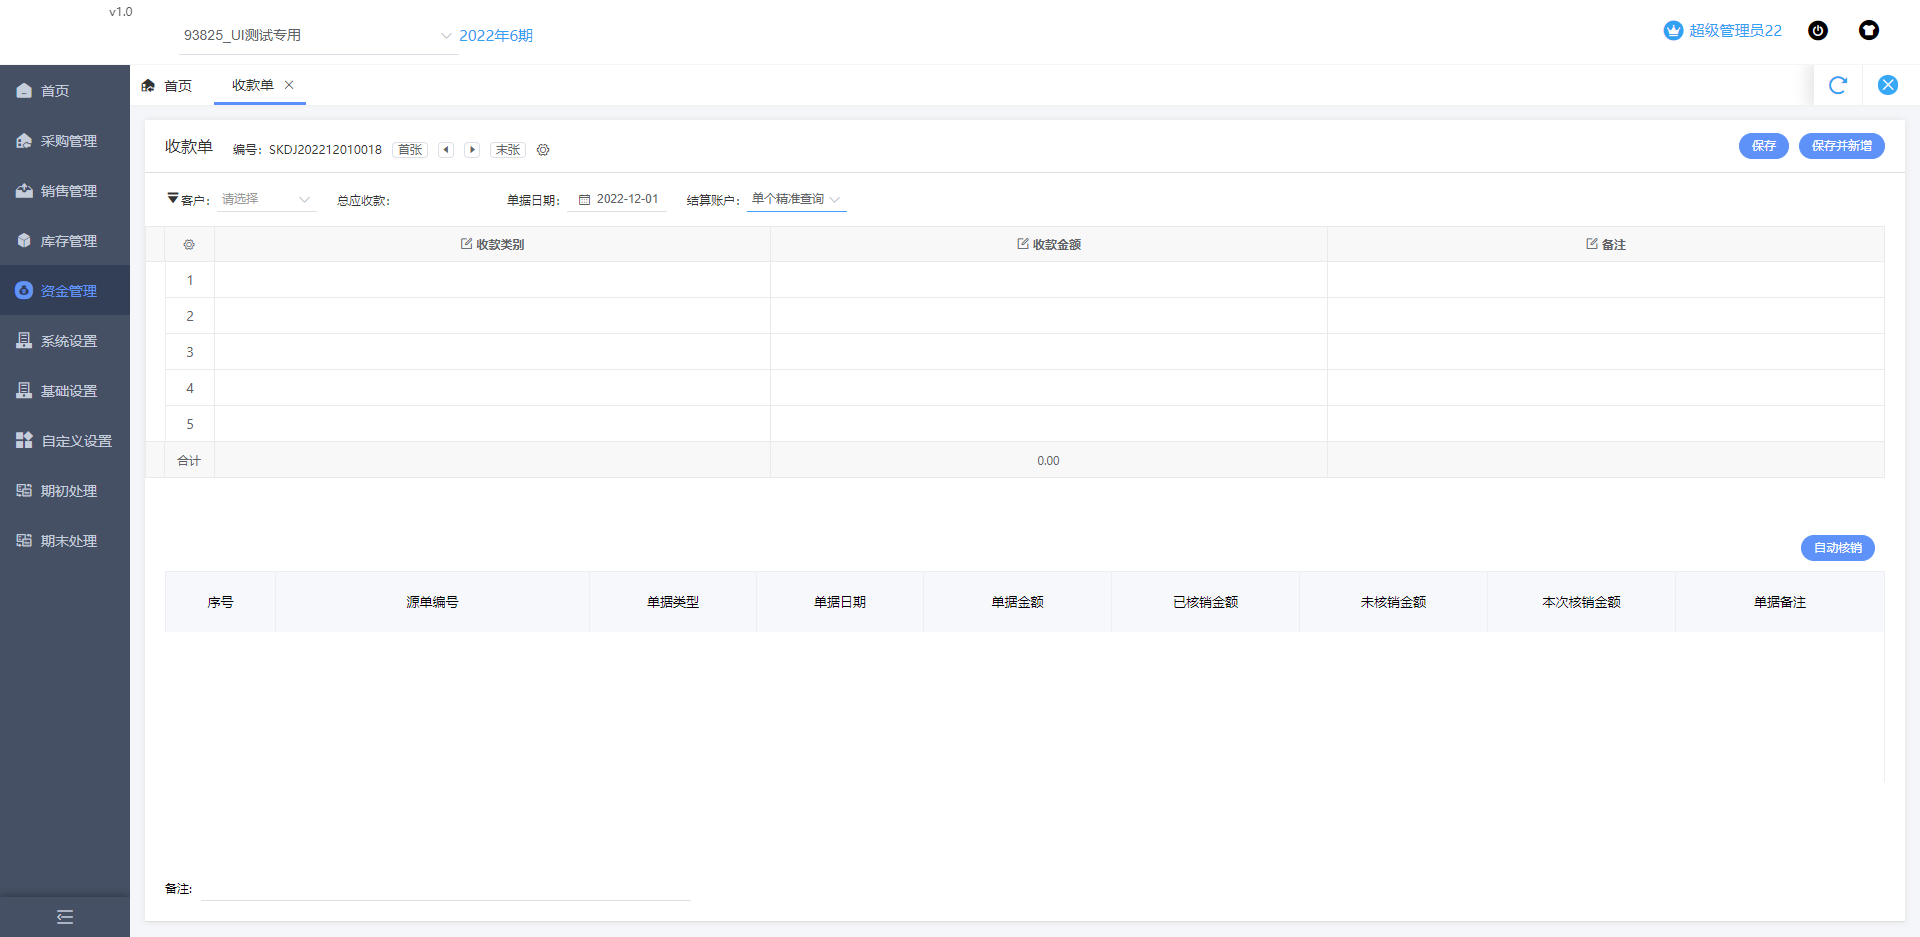 v1.0
93825_UI测试专用 2022年6期 超级管理员22
首页
采购管理
销售管理
库存管理
资金管理
系统设置
基础设置
自定义设置
期初处理
期末处理
首页 收款单
收款单 编号: SKDJ202212010018 首张 末张 保存 保存并新增
客户: 请选择 总应收款: 单据日期: 2022-12-01 结算账户: 单个精准查询
收款类别 收款金额 备注
1
2
3
4
5
合计 0.00
自动核销
序号 源单编号 单据类型 单据日期 单据金额 已核销金额 未核销金额 本次核销金额 单据备注
备注: